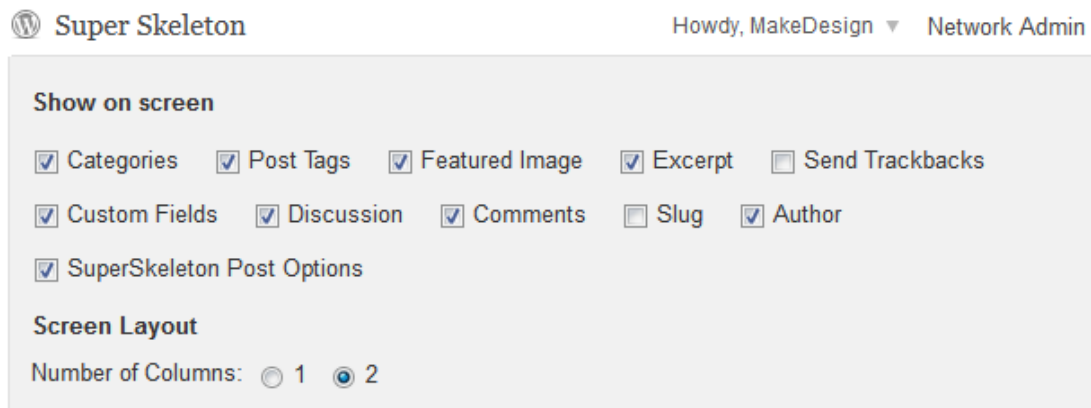 Super Skeleton Howdy, MakeDesign Network Admin
Show on screen
Categories Post Tags Featured Image Excerpt Send Trackbacks
Custom Fields Discussion Comments Slug Author
SuperSkeleton Post Options
Screen Layout
Number of Columns: 1 2